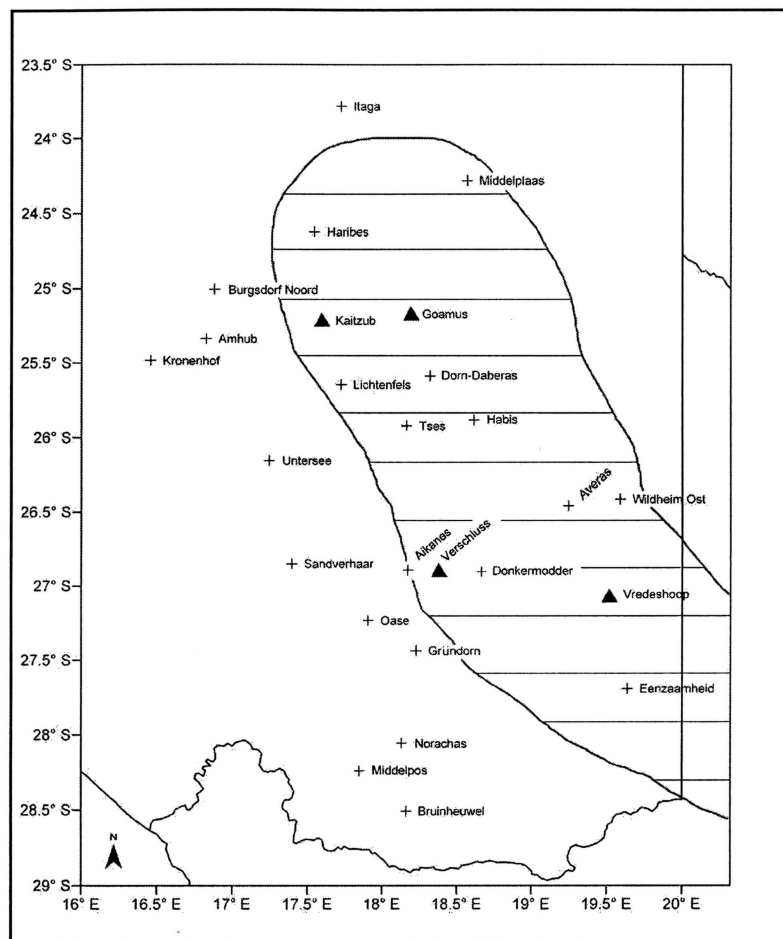 23.5° S
Itaga
24° S
Middelplaas
24.5° S
Haribes
25° S
Burgsdorf Noord
Kaitzub
Goamus
Amhub
25.5° S
Kronenhof
Lichtenfels
Dorn-Daberas
Tses
Habis
26° S
Untersee
Averas
Wildheim Ost
26.5° S
Aikanes
Verschluss
Sandverhaar
Donkermodder
27° S
Vredeshoop
Oase
Gründorn
27.5° S
Eenzaamheid
Norachas
28° S
Middelpos
28.5° S
Bruinheuwel
N
29° S
16° E
16.5° E
17° E
17.5° E
18° E
18.5° E
19° E
19.5° E
20° E